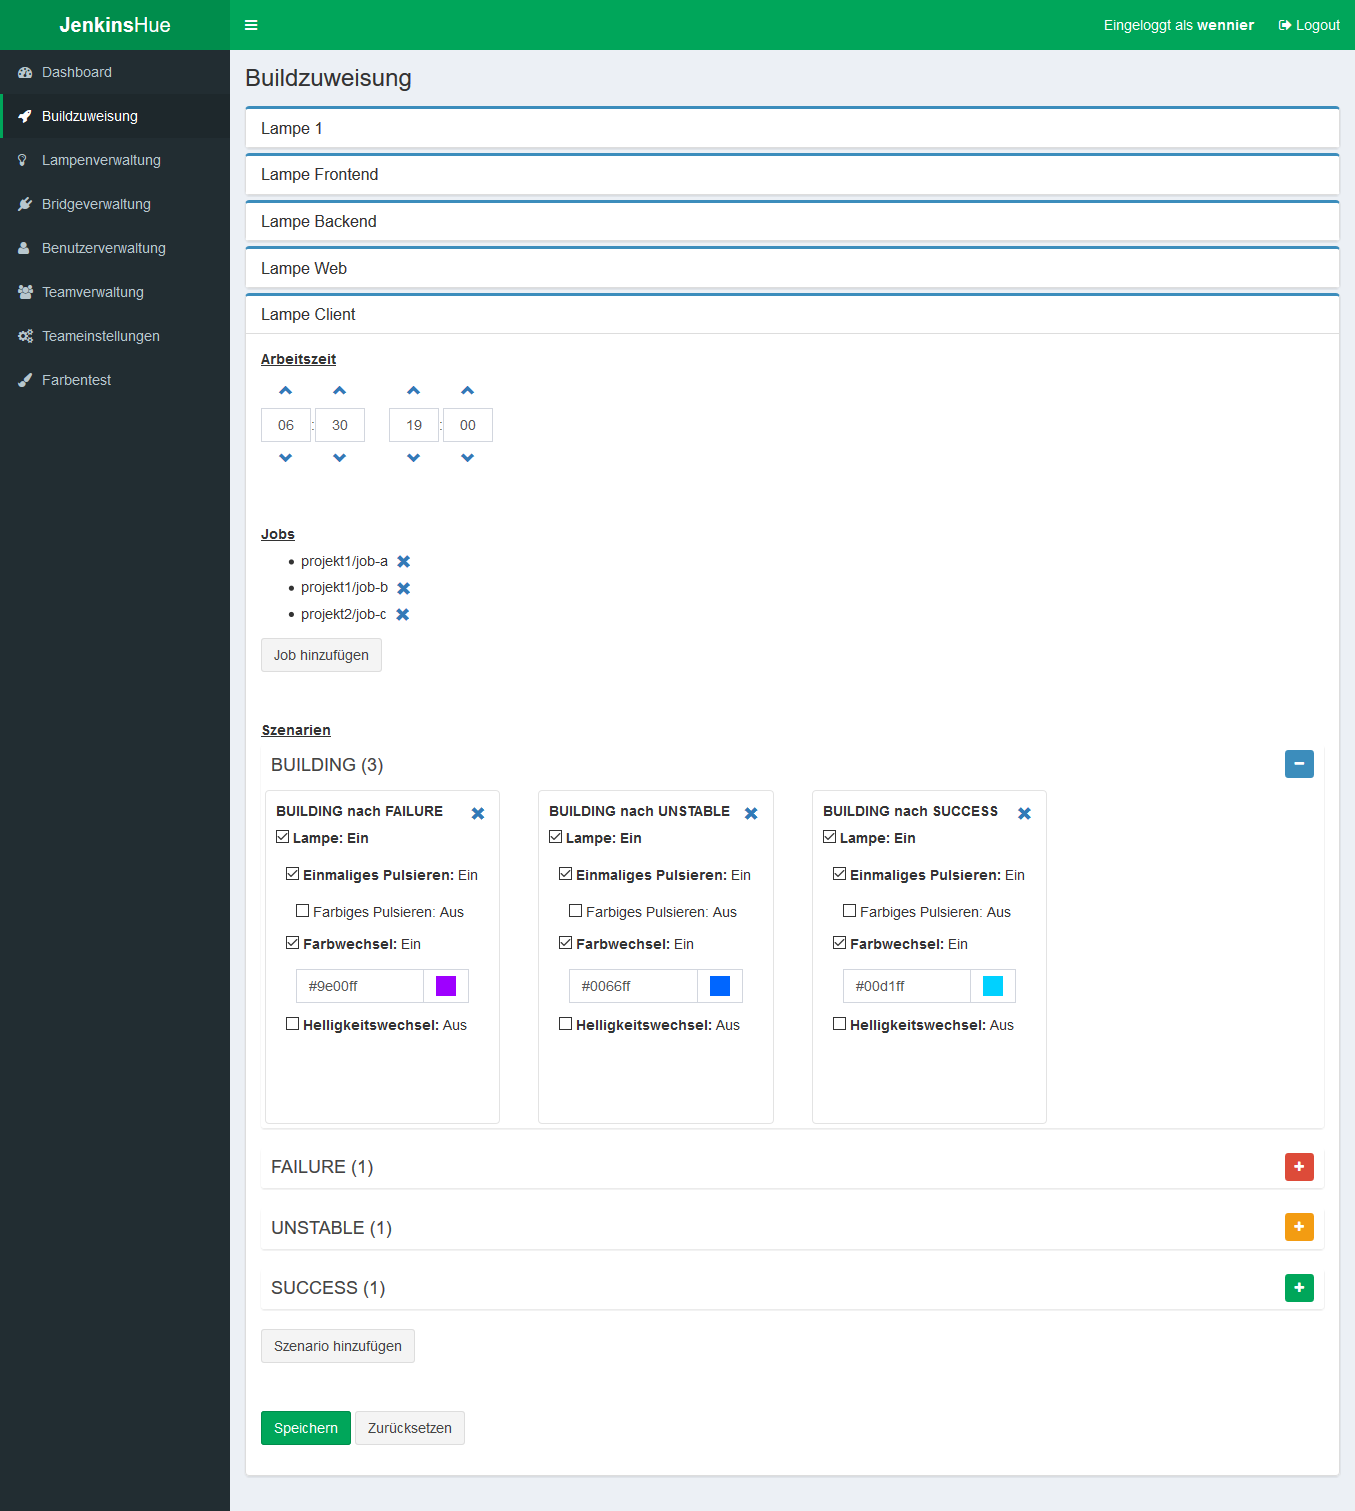 JenkinsHue
Eingeloggt als wennier Logout
Dashboard
Buildzuweisung
Lampenverwaltung
Bridgeverwaltung
Benutzerverwaltung
Teamverwaltung
Teameinstellungen
Farbentest
Buildzuweisung
Lampe 1
Lampe Frontend
Lampe Backend
Lampe Web
Lampe Client
Arbeitszeit
06 : 30 19 : 00
Jobs
• projekt1/job-a
• projekt1/job-b
• projekt2/job-c
Job hinzufügen
Szenarien
BUILDING (3)
BUILDING nach FAILURE
Lampe: Ein
Einmaliges Pulsieren: Ein
Farbiges Pulsieren: Aus
Farbwechsel: Ein
#9e00ff
Helligkeitswechsel: Aus
BUILDING nach UNSTABLE
Lampe: Ein
Einmaliges Pulsieren: Ein
Farbiges Pulsieren: Aus
Farbwechsel: Ein
#0066ff
Helligkeitswechsel: Aus
BUILDING nach SUCCESS
Lampe: Ein
Einmaliges Pulsieren: Ein
Farbiges Pulsieren: Aus
Farbwechsel: Ein
#00d1ff
Helligkeitswechsel: Aus
FAILURE (1)
UNSTABLE (1)
SUCCESS (1)
Szenario hinzufügen
Speichern Zurücksetzen